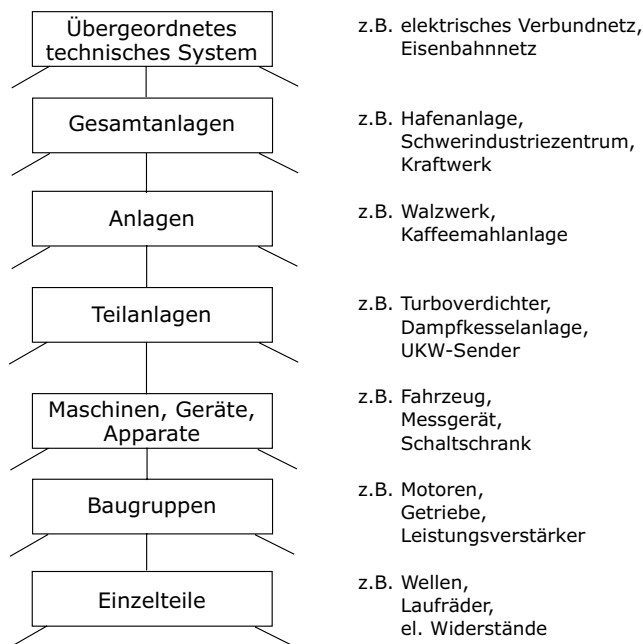 Übergeordnetes
technisches System
z.B. elektrisches Verbundnetz,
Eisenbahnnetz
Gesamtanlagen
z.B. Hafenanlage,
Schwerindustriezentrum,
Kraftwerk
Anlagen
z.B. Walzwerk,
Kaffeemahlanlage
Teilanlagen
z.B. Turboverdichter,
Dampfkesselanlage,
UKW-Sender
Maschinen, Geräte,
Apparate
z.B. Fahrzeug,
Messgerät,
Schaltschrank
Baugruppen
z.B. Motoren,
Getriebe,
Leistungsverstärker
Einzelteile
z.B. Wellen,
Laufräder,
el. Widerstände